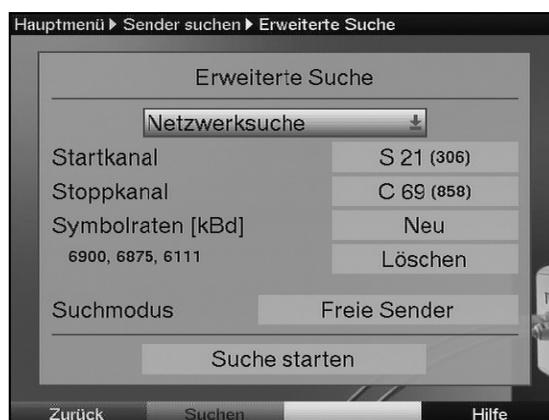 Hauptmenü ▶ Sender suchen ▶ Erweiterte Suche
Erweiterte Suche
Netzwerksuche
Startkanal S 21 (306)
Stoppkanal C 69 (858)
Symbolraten [kBd] Neu
6900, 6875, 6111 Löschen
Suchmodus Freie Sender
Suche starten
Zurück Suchen Hilfe